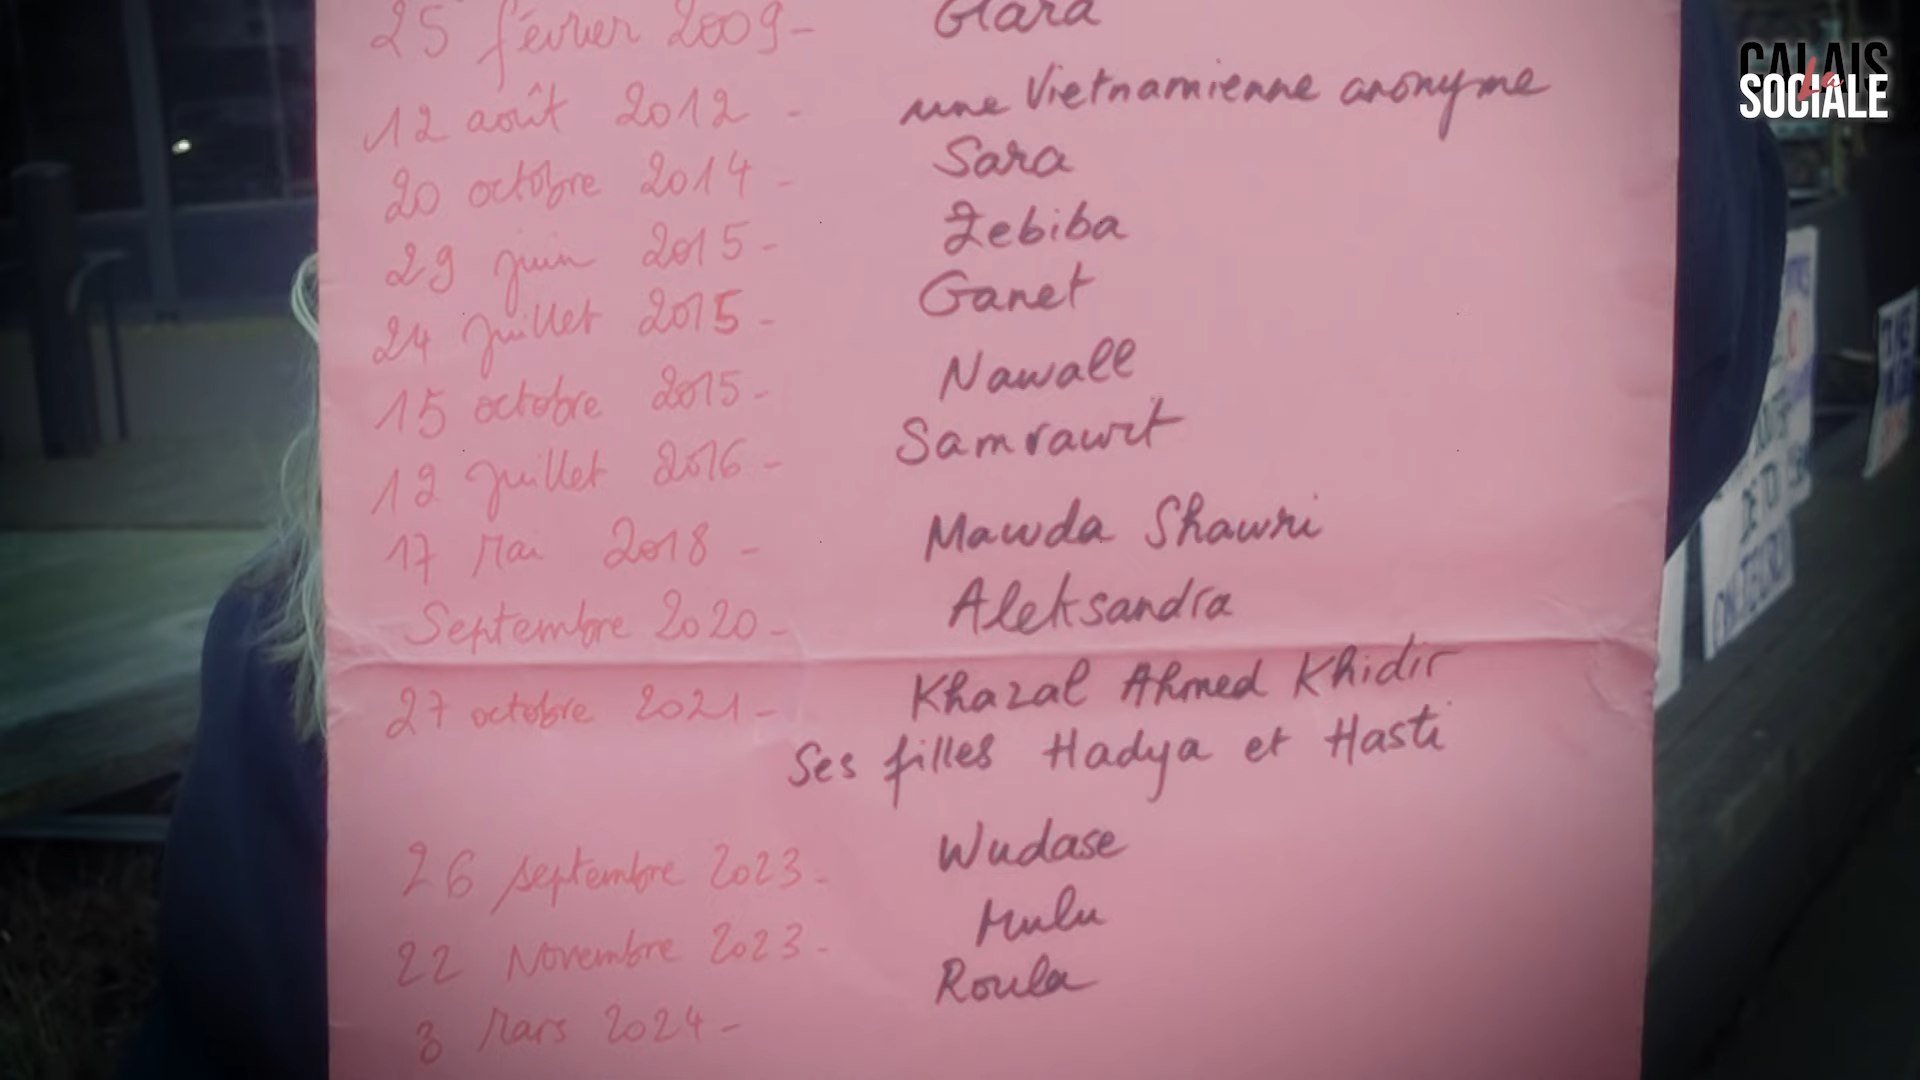 25 février 2009-
une Vietnamienne anonyme
12 août 2012 -
Sara
20 octobre 2014 -
Zebiba
29 juin 2015 -
Ganet
24 juillet 2015 -
Nawall
15 octobre 2015 -
Samrawit
12 juillet 2016 -
Mawda Shawri
17 Mai 2018 -
Aleksandra
Septembre 2020 -
Khazal Ahmed Khidir
27 octobre 2021 -
Ses filles Hadya et Hasti
Wudase
26 septembre 2023 -
Mulu
22 Novembre 2023 -
Roula
3 Mars 2024 -
CALAIS
La
SOCIALE